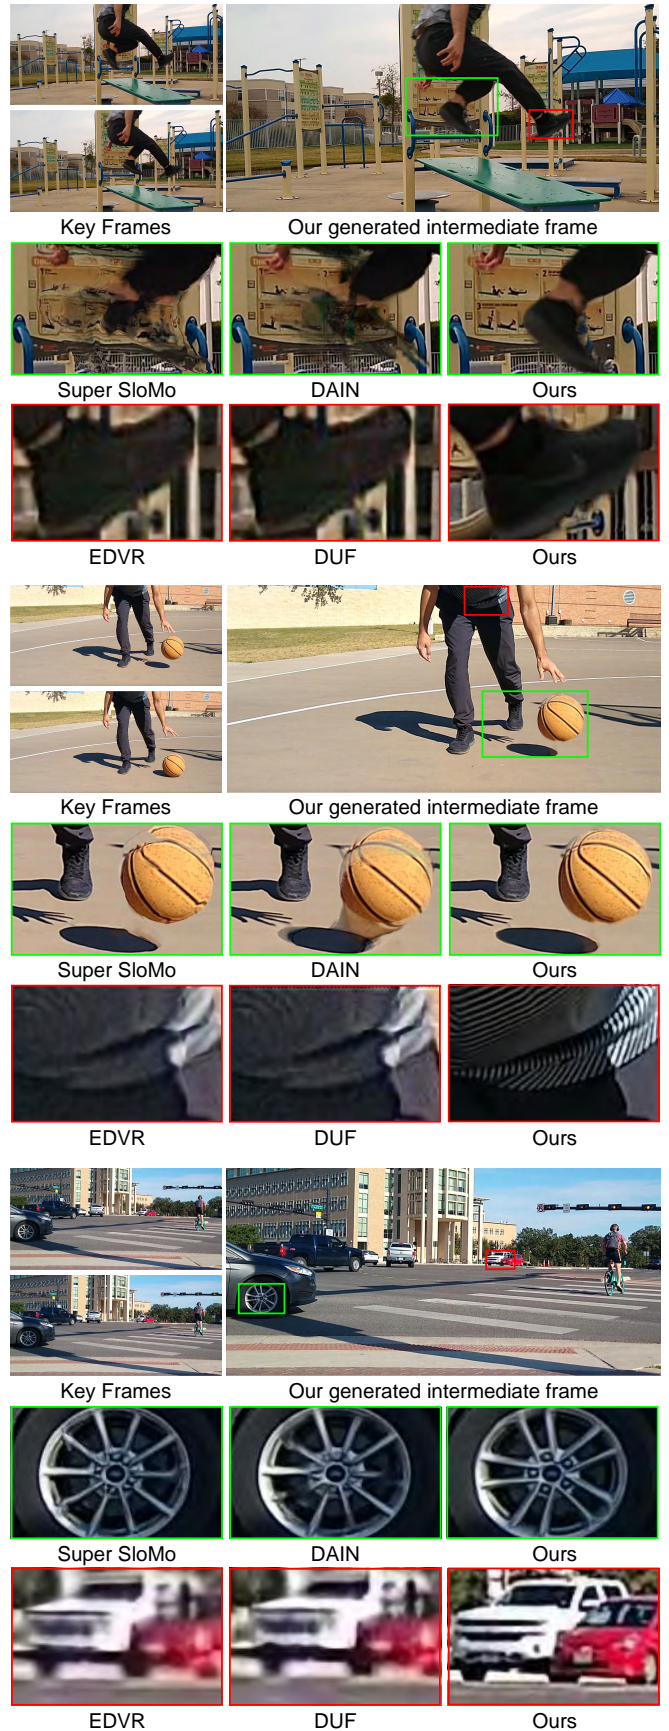 Key Frames
Our generated intermediate frame
Super SloMo
DAIN
Ours
EDVR
DUF
Ours
Key Frames
Our generated intermediate frame
Super SloMo
DAIN
Ours
EDVR
DUF
Ours
Key Frames
Our generated intermediate frame
Super SloMo
DAIN
Ours
EDVR
DUF
Ours